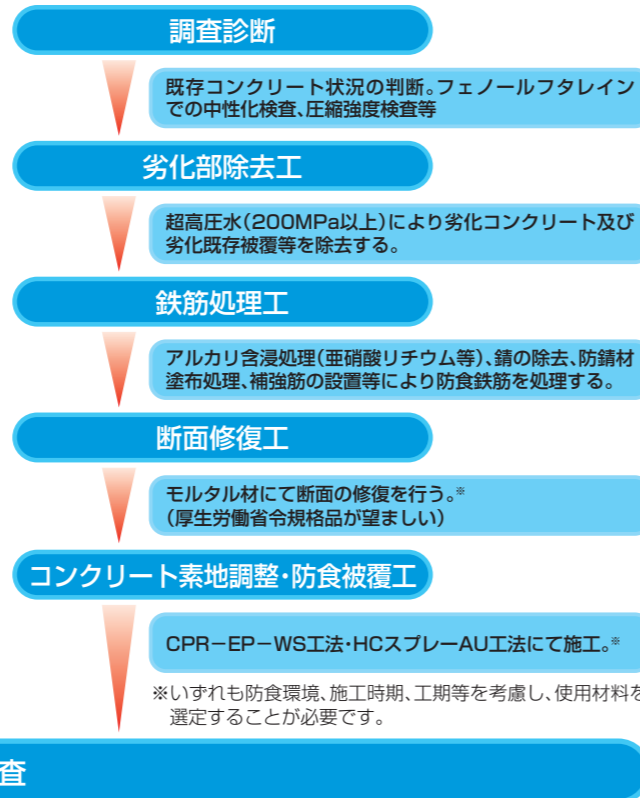 調査診断
既存コンクリート状況の判断。フェノールフタレイン
での中性化検査、圧縮強度検査等
劣化部除去工
超高圧水(200MPa以上)により劣化コンクリート及び
劣化既存被覆等を除去する。
鉄筋処理工
アルカリ含浸処理(亜硝酸リチウム等)、錆の除去、防錆材
塗布処理、補強筋の設置等により防食鉄筋を処理する。
断面修復工
モルタル材にて断面の修復を行う。※
(厚生労働省令規格品が望ましい)
コンクリート素地調整・防食被覆工
CPR−EP−WS工法・HCスプレーAU工法にて施工。※
※いずれも防食環境、施工時期、工期等を考慮し、使用材料を
選定することが必要です。
査